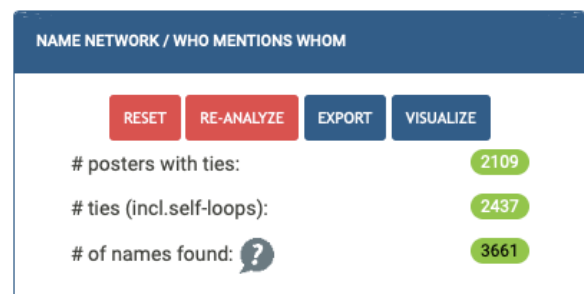 NAME NETWORK / WHO MENTIONS WHOM
RESET RE-ANALYZE EXPORT VISUALIZE
# posters with ties: 2109
# ties (incl.self-loops): 2437
# of names found: ? 3661